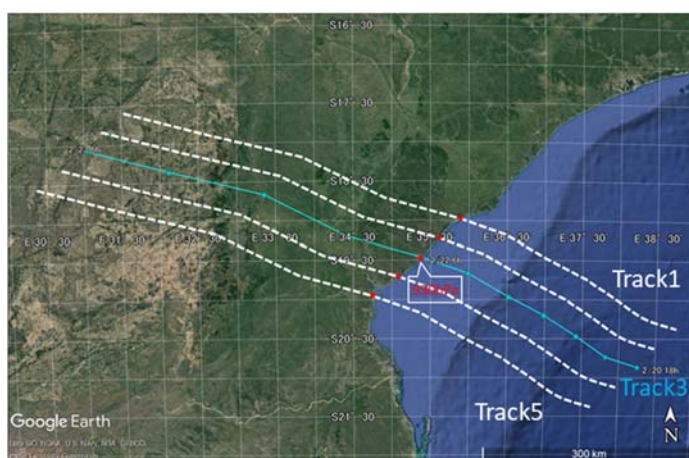 S16° 30
S17° 30
S18° 30
E 30 30
E 31 30
E 32 30
E 33 30
E 34 30
E 35 30
E 36 30
E 37 30
E 38 30
S19 30
S20 30
S21° 30
Track1
Track3
Track5
2/20 18h
Google Earth
N
300 km